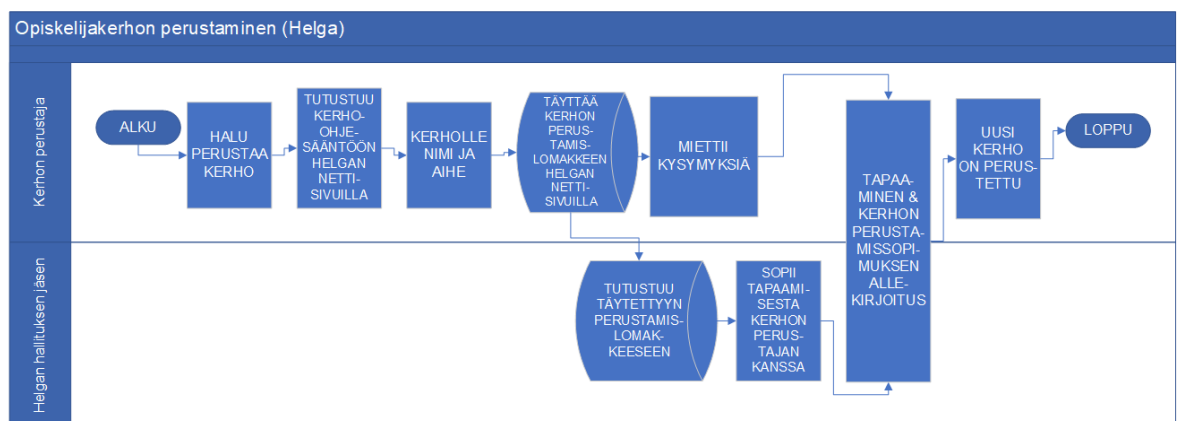 Opiskelijakerhon perustaminen (Helga)
Kerhon perustaja
ALKU
HALU
PERUSTAA
KERHO
TUTUSTUU
KERHO-
OHJE-
SÄÄNTÖÖN
HELGAN
NETTI-
SIVUILLA
KERHOLLE
NIMI JA
AIHE
TÄYTTÄÄ
KERHON
PERUS-
TAMIS-
LOMAKKEEN
HELGAN
NETTI-
SIVUILLA
MIETTII
KYSYMYKSIÄ
TAPAA-
MINEN &
KERHON
PERUSTA-
MISSOPI-
MUKSEN
ALLE-
KIRJOITUS
UUSI
KERHO
ON PERUS-
TETTU
LOPPU
Helgan hallituksen jäsen
TUTUSTUU
TÄYTETTYYN
PERUSTAMIS-
LOMAK-
KEESEEN
SOPII
TAPAAMI-
SESTA
KERHON
PERUS-
TAJAN
KANSSA